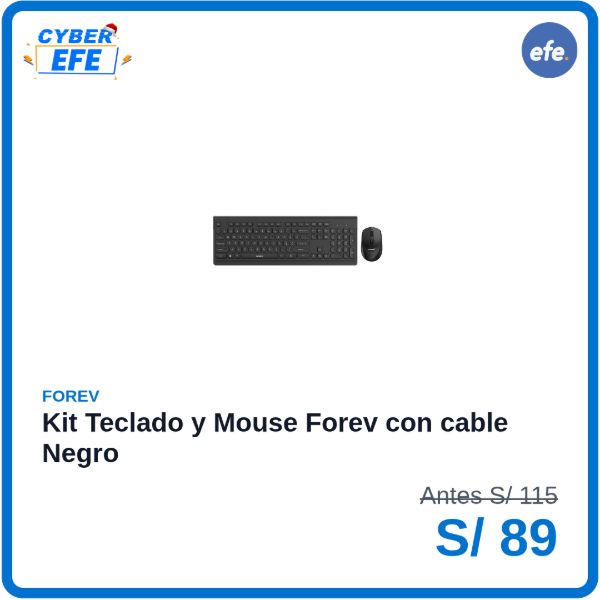 CYBER
EFE
efe.
FOREV
Kit Teclado y Mouse Forev con cable
Negro
Antes S/ 115
S/ 89